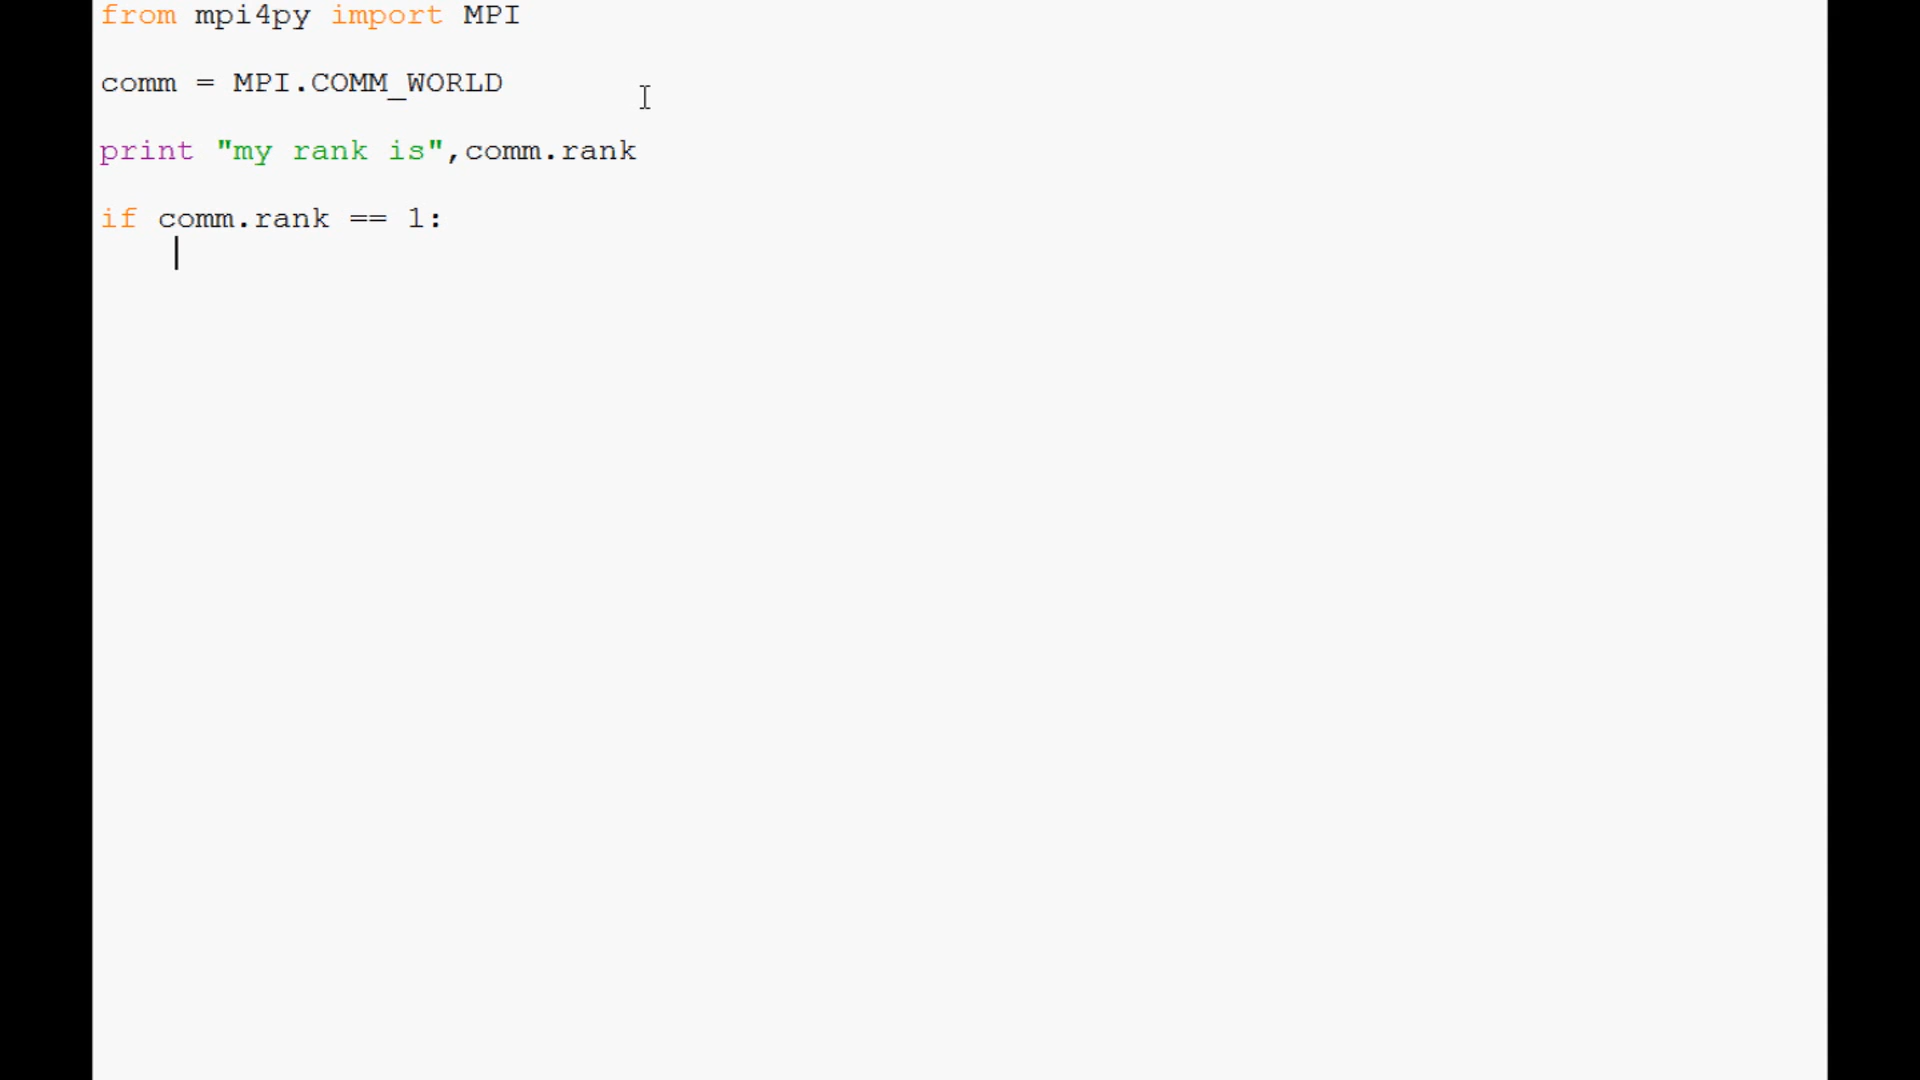 from mpi4py import MPI
comm = MPI.COMM_WORLD
print "my rank is",comm.rank
if comm.rank == 1: